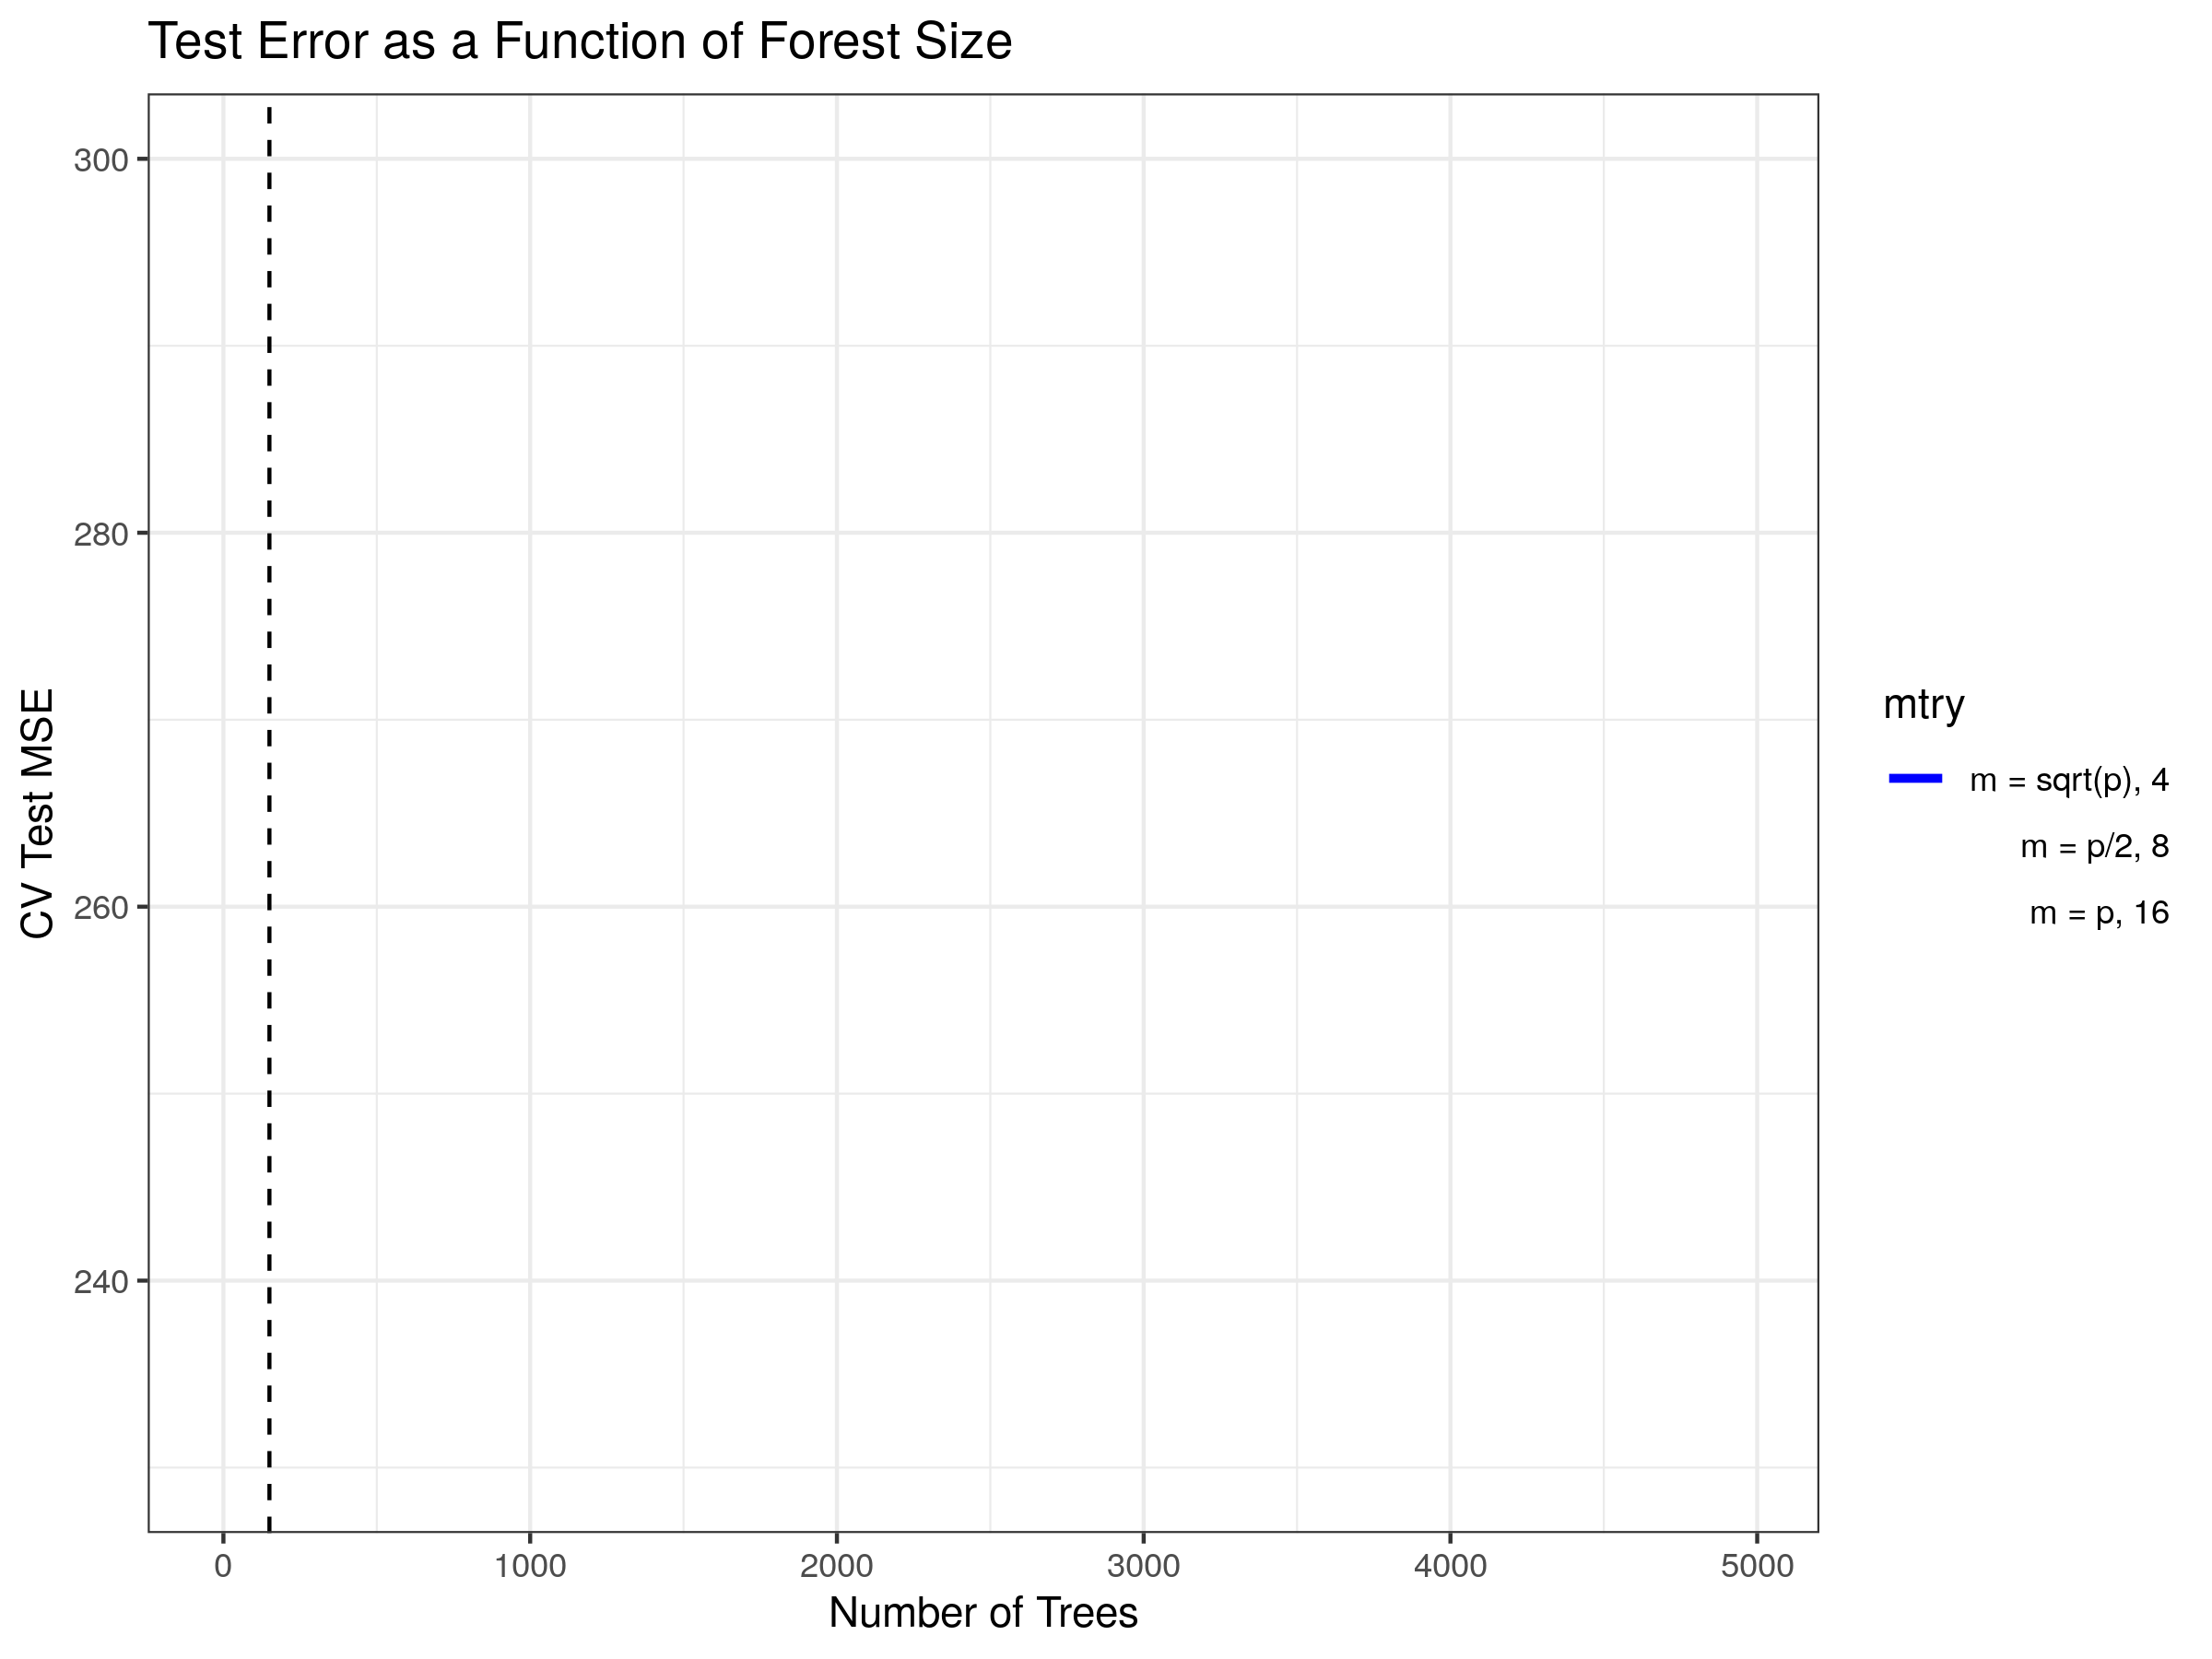 Test Error as a Function of Forest Size
300
280
260
240
CV Test MSE
0 1000 2000 3000 4000 5000
Number of Trees
mtry
m = sqrt(p), 4
m = p/2, 8
m = p, 16